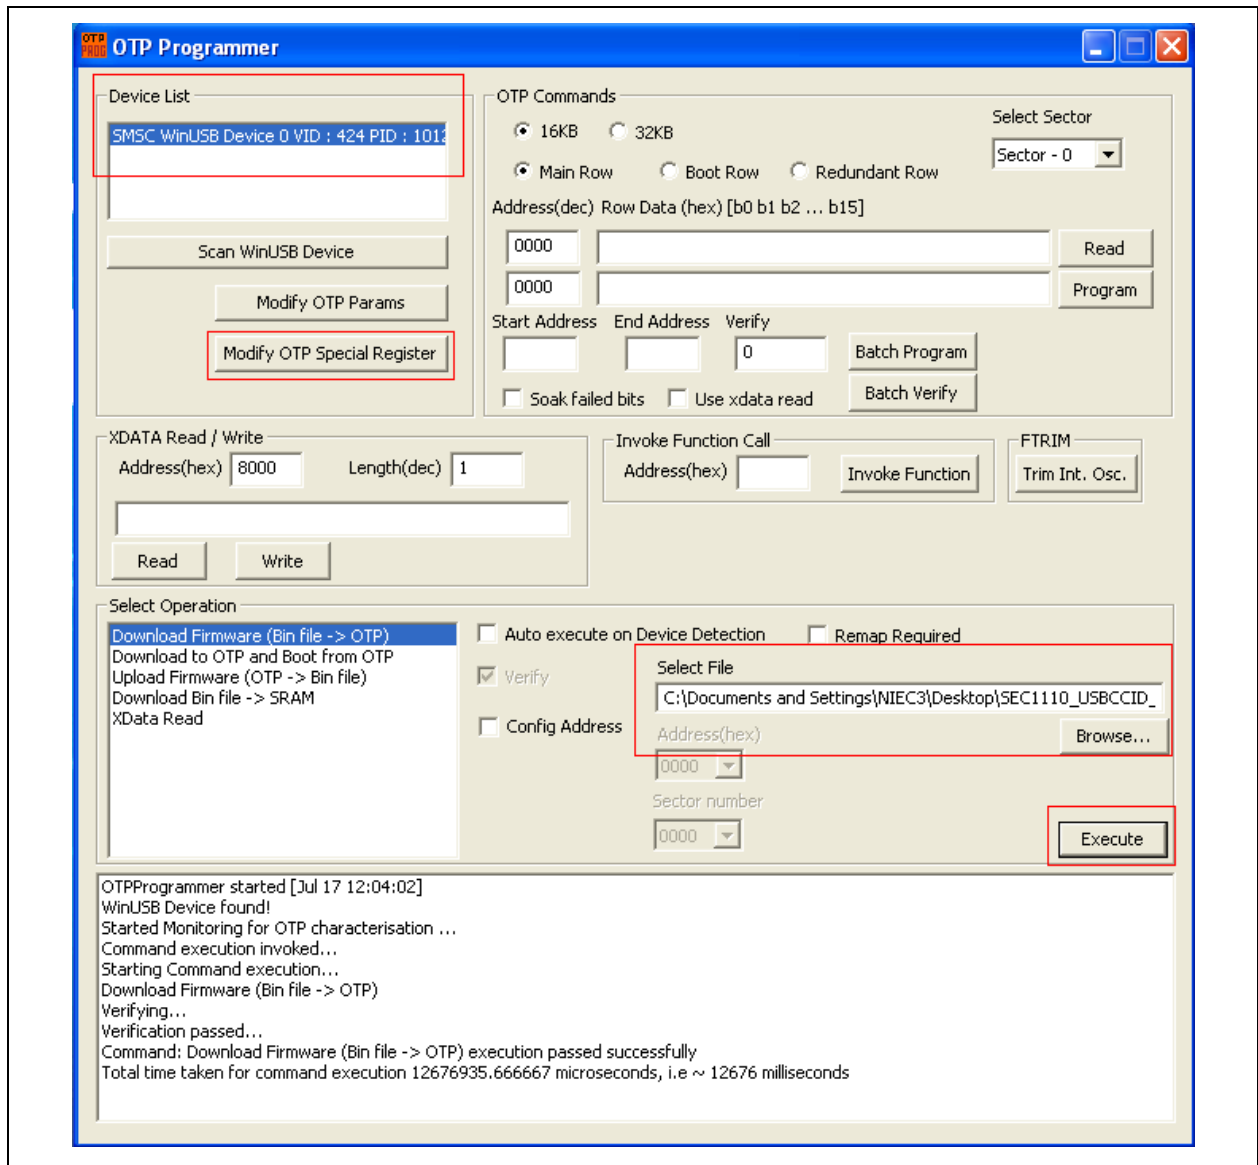 OTP PROG OTP Programmer
Device List
SMSC WinUSB Device 0 VID : 424 PID : 1012
Scan WinUSB Device
Modify OTP Params
Modify OTP Special Register
OTP Commands
16KB 32KB
Select Sector
Sector - 0
Main Row Boot Row Redundant Row
Address(dec) Row Data (hex) [b0 b1 b2 ... b15]
0000 Read
0000 Program
Start Address End Address Verify
0 Batch Program
Soak failed bits Use xdata read Batch Verify
XDATA Read / Write
Address(hex) 8000 Length(dec) 1
Read Write
Invoke Function Call
Address(hex) Invoke Function
FTRIM
Trim Int. Osc.
Select Operation
Download Firmware (Bin file -> OTP)
Download to OTP and Boot from OTP
Upload Firmware (OTP -> Bin file)
Download Bin file -> SRAM
XData Read
Auto execute on Device Detection Remap Required
Verify
Config Address
Select File
C:\Documents and Settings\NIEC3\Desktop\SEC1110_USBCCID_
Address(hex) Browse...
0000
Sector number
0000
Execute
OTPProgrammer started [Jul 17 12:04:02]
WinUSB Device found!
Started Monitoring for OTP characterisation ...
Command execution invoked...
Starting Command execution...
Download Firmware (Bin file -> OTP)
Verifying...
Verification passed...
Command: Download Firmware (Bin file -> OTP) execution passed successfully
Total time taken for command execution 12676935.666667 microseconds, i.e ~ 12676 milliseconds